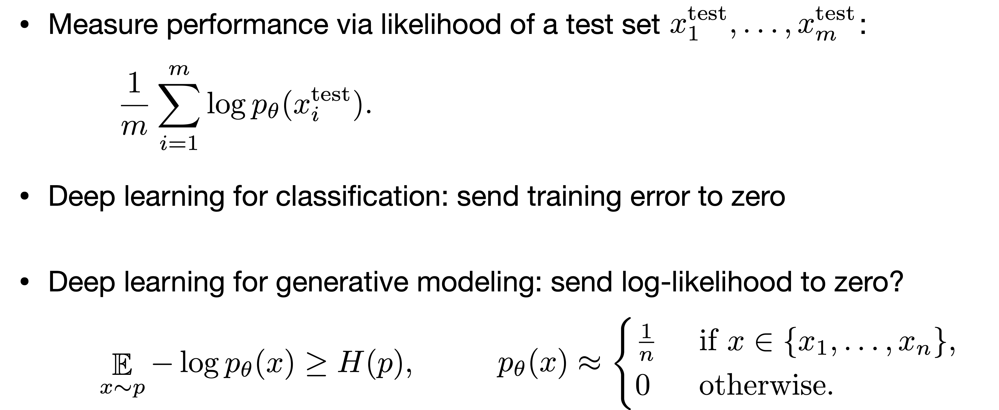 • Measure performance via likelihood of a test set $x_1^{\text{test}}, \ldots, x_m^{\text{test}}$:
$\frac{1}{m} \sum_{i=1}^{m} \log p_\theta(x_i^{\text{test}}).$
• Deep learning for classification: send training error to zero
• Deep learning for generative modeling: send log-likelihood to zero?
$\underset{x \sim p}{\mathbb{E}} - \log p_\theta(x) \geq H(p), \qquad p_\theta(x) \approx \begin{cases} \frac{1}{n} & \text{if } x \in \{x_1, \ldots, x_n\}, \\ 0 & \text{otherwise.} \end{cases}$